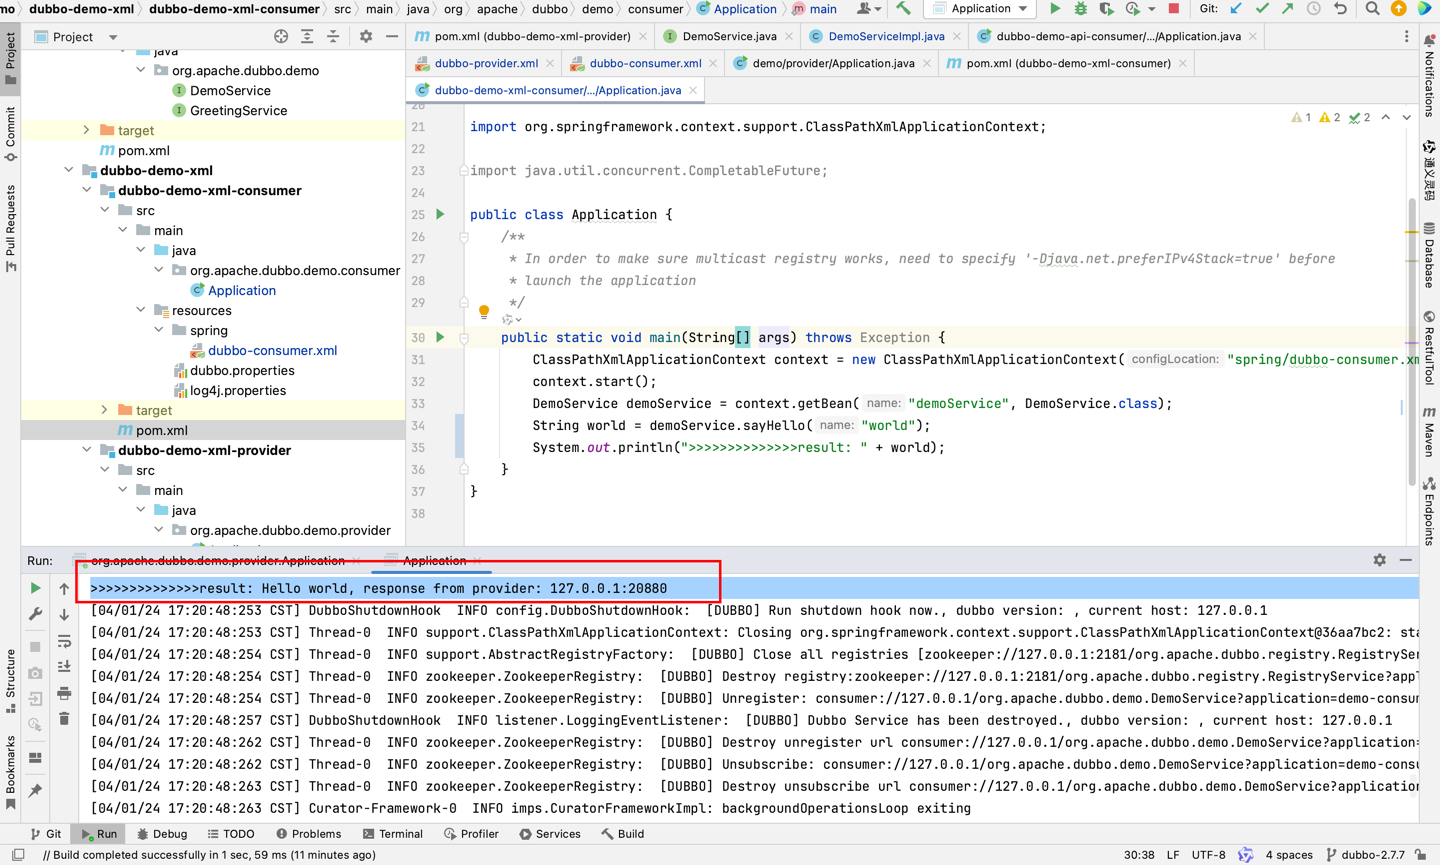 mo › dubbo-demo-xml › dubbo-demo-xml-consumer › src › main › java › org › apache › dubbo › demo › consumer › Application › main
Application
Git:
Project
pom.xml (dubbo-demo-xml-provider)
DemoService.java
DemoServiceImpl.java
dubbo-demo-api-consumer/.../Application.java
dubbo-provider.xml
dubbo-consumer.xml
demo/provider/Application.java
pom.xml (dubbo-demo-xml-consumer)
dubbo-demo-xml-consumer/.../Application.java
java
org.apache.dubbo.demo
DemoService
GreetingService
target
pom.xml
dubbo-demo-xml
dubbo-demo-xml-consumer
src
main
java
org.apache.dubbo.demo.consumer
Application
resources
spring
dubbo-consumer.xml
dubbo.properties
log4j.properties
target
pom.xml
dubbo-demo-xml-provider
src
main
java
org.apache.dubbo.demo.provider
1 2 2
20
21 import org.springframework.context.support.ClassPathXmlApplicationContext;
22
23 import java.util.concurrent.CompletableFuture;
24
25 public class Application {
26 /**
27 * In order to make sure multicast registry works, need to specify '-Djava.net.preferIPv4Stack=true' before
28 * launch the application
29 */
30 public static void main(String[] args) throws Exception {
31 ClassPathXmlApplicationContext context = new ClassPathXmlApplicationContext( configLocation: "spring/dubbo-consumer.xm
32 context.start();
33 DemoService demoService = context.getBean( name: "demoService", DemoService.class);
34 String world = demoService.sayHello( name: "world");
35 System.out.println(">>>>>>>>>>>>>>result: " + world);
36 }
37 }
38
Project
Commit
Pull Requests
Structure
Bookmarks
Notifications
通义灵码
Database
RestfulTool
Maven
Endpoints
Run: org.apache.dubbo.demo.provider.Application Application
>>>>>>>>>>>>>>result: Hello world, response from provider: 127.0.0.1:20880
[04/01/24 17:20:48:253 CST] DubboShutdownHook INFO config.DubboShutdownHook: [DUBBO] Run shutdown hook now., dubbo version: , current host: 127.0.0.1
[04/01/24 17:20:48:253 CST] Thread-0 INFO support.ClassPathXmlApplicationContext: Closing org.springframework.context.support.ClassPathXmlApplicationContext@36aa7bc2: sta
[04/01/24 17:20:48:254 CST] Thread-0 INFO support.AbstractRegistryFactory: [DUBBO] Close all registries [zookeeper://127.0.0.1:2181/org.apache.dubbo.registry.RegistrySer
[04/01/24 17:20:48:254 CST] Thread-0 INFO zookeeper.ZookeeperRegistry: [DUBBO] Destroy registry:zookeeper://127.0.0.1:2181/org.apache.dubbo.registry.RegistryService?appl
[04/01/24 17:20:48:254 CST] Thread-0 INFO zookeeper.ZookeeperRegistry: [DUBBO] Unregister: consumer://127.0.0.1/org.apache.dubbo.demo.DemoService?application=demo-consum
[04/01/24 17:20:48:257 CST] DubboShutdownHook INFO listener.LoggingEventListener: [DUBBO] Dubbo Service has been destroyed., dubbo version: , current host: 127.0.0.1
[04/01/24 17:20:48:262 CST] Thread-0 INFO zookeeper.ZookeeperRegistry: [DUBBO] Destroy unregister url consumer://127.0.0.1/org.apache.dubbo.demo.DemoService?application=
[04/01/24 17:20:48:262 CST] Thread-0 INFO zookeeper.ZookeeperRegistry: [DUBBO] Unsubscribe: consumer://127.0.0.1/org.apache.dubbo.demo.DemoService?application=demo-consu
[04/01/24 17:20:48:263 CST] Thread-0 INFO zookeeper.ZookeeperRegistry: [DUBBO] Destroy unsubscribe url consumer://127.0.0.1/org.apache.dubbo.demo.DemoService?application
[04/01/24 17:20:48:263 CST] Curator-Framework-0 INFO imps.CuratorFrameworkImpl: backgroundOperationsLoop exiting
Git Run Debug TODO Problems Terminal Profiler Services Build
// Build completed successfully in 1 sec, 59 ms (11 minutes ago)
30:38 LF UTF-8 4 spaces dubbo-2.7.7